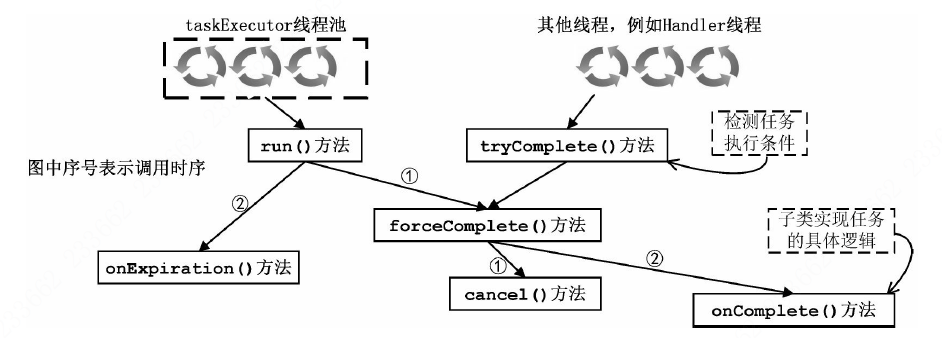 taskExecutor线程池
其他线程，例如Handler线程
检测任务
执行条件
run()方法
tryComplete()方法
图中序号表示调用时序
①
②
forceComplete()方法
子类实现任务
的具体逻辑
onExpiration()方法
①
②
cancel()方法
onComplete()方法